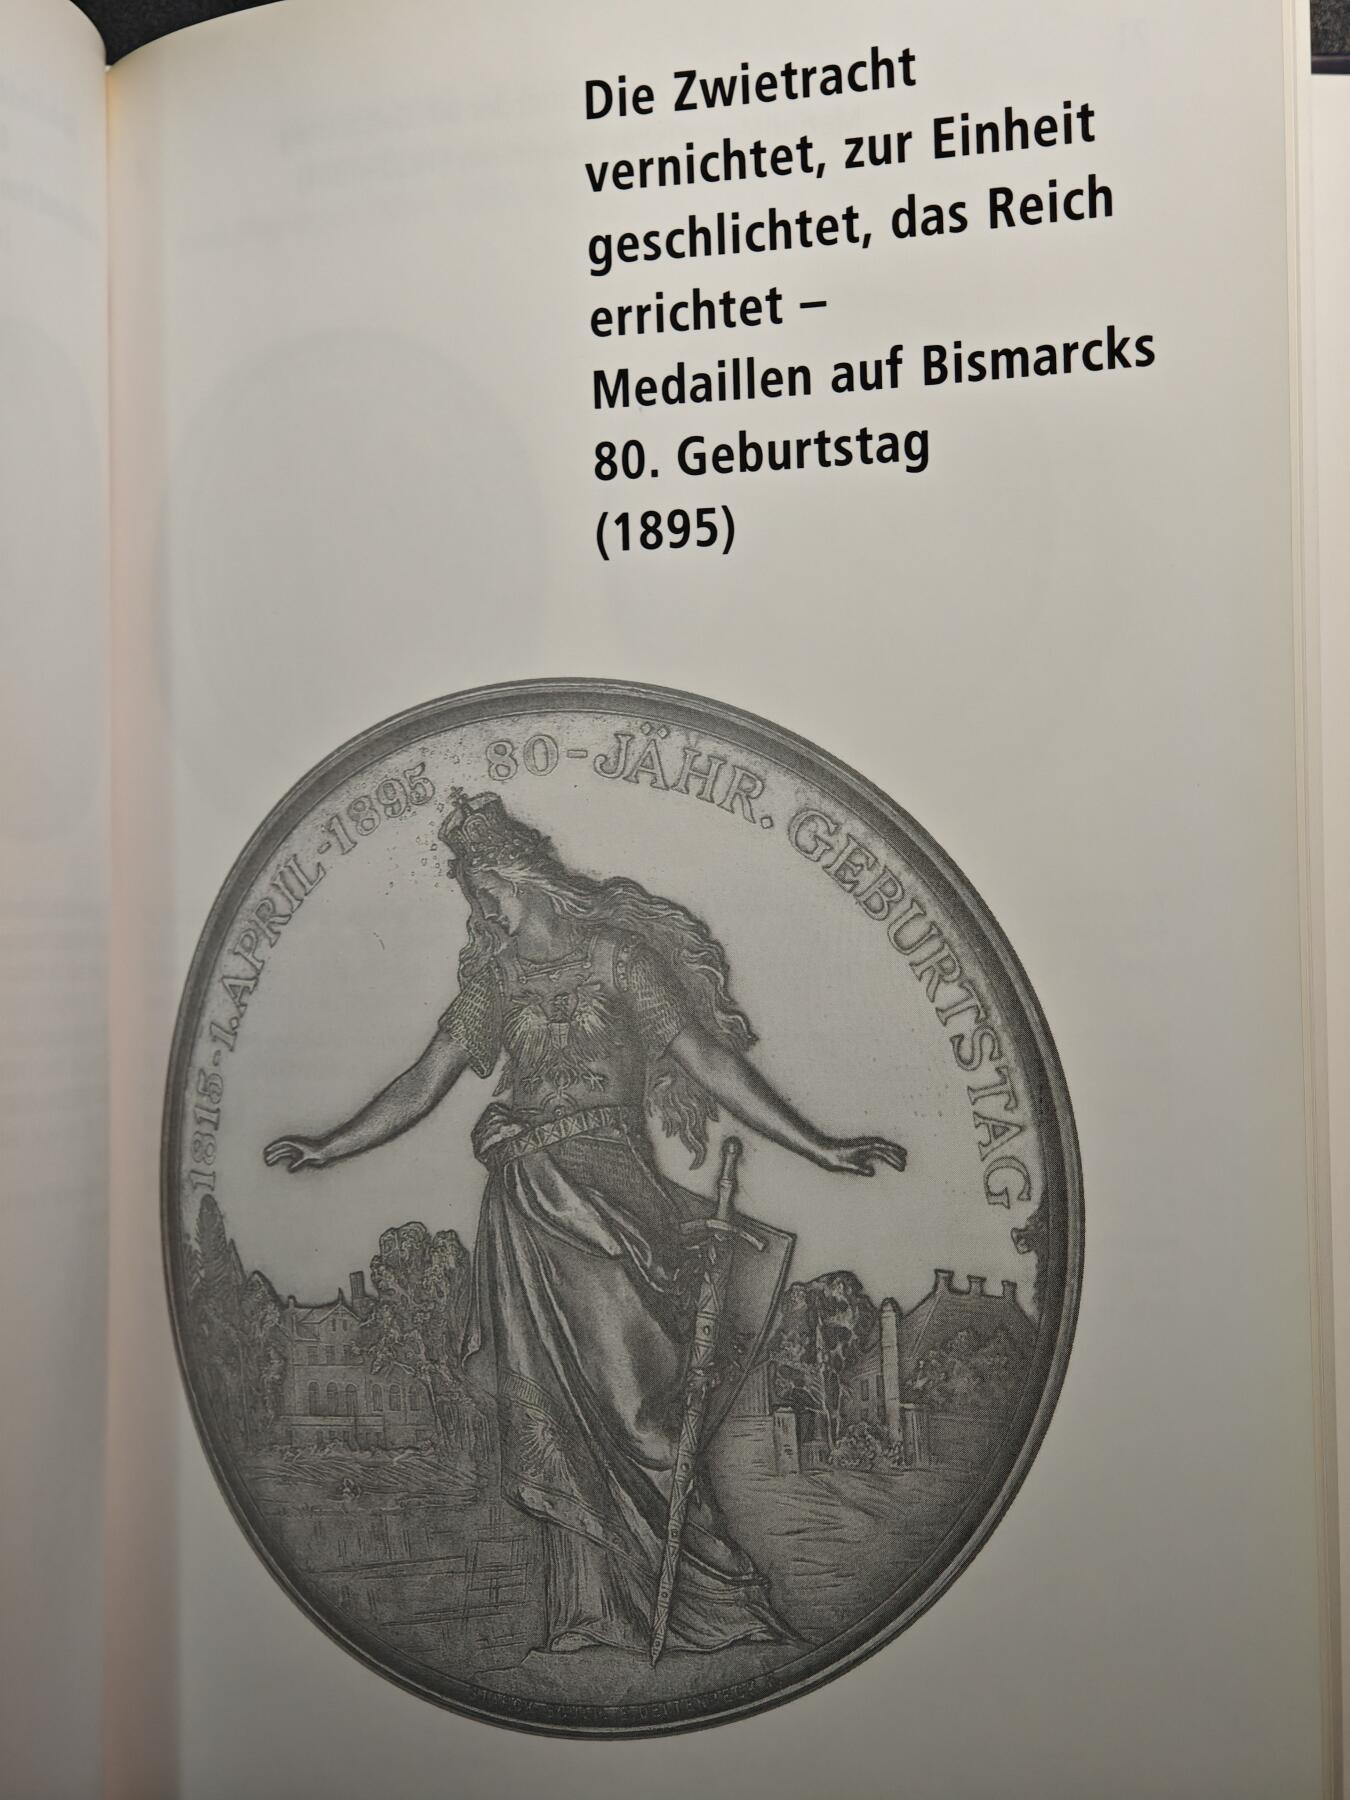 Die Zwietracht
vernichtet, zur Einheit
geschlichtet, das Reich
errichtet –
Medaillen auf Bismarcks
80. Geburtstag
(1895)
1815-1.APRIL-1895 80-JÄHR. GEBURTSTAG